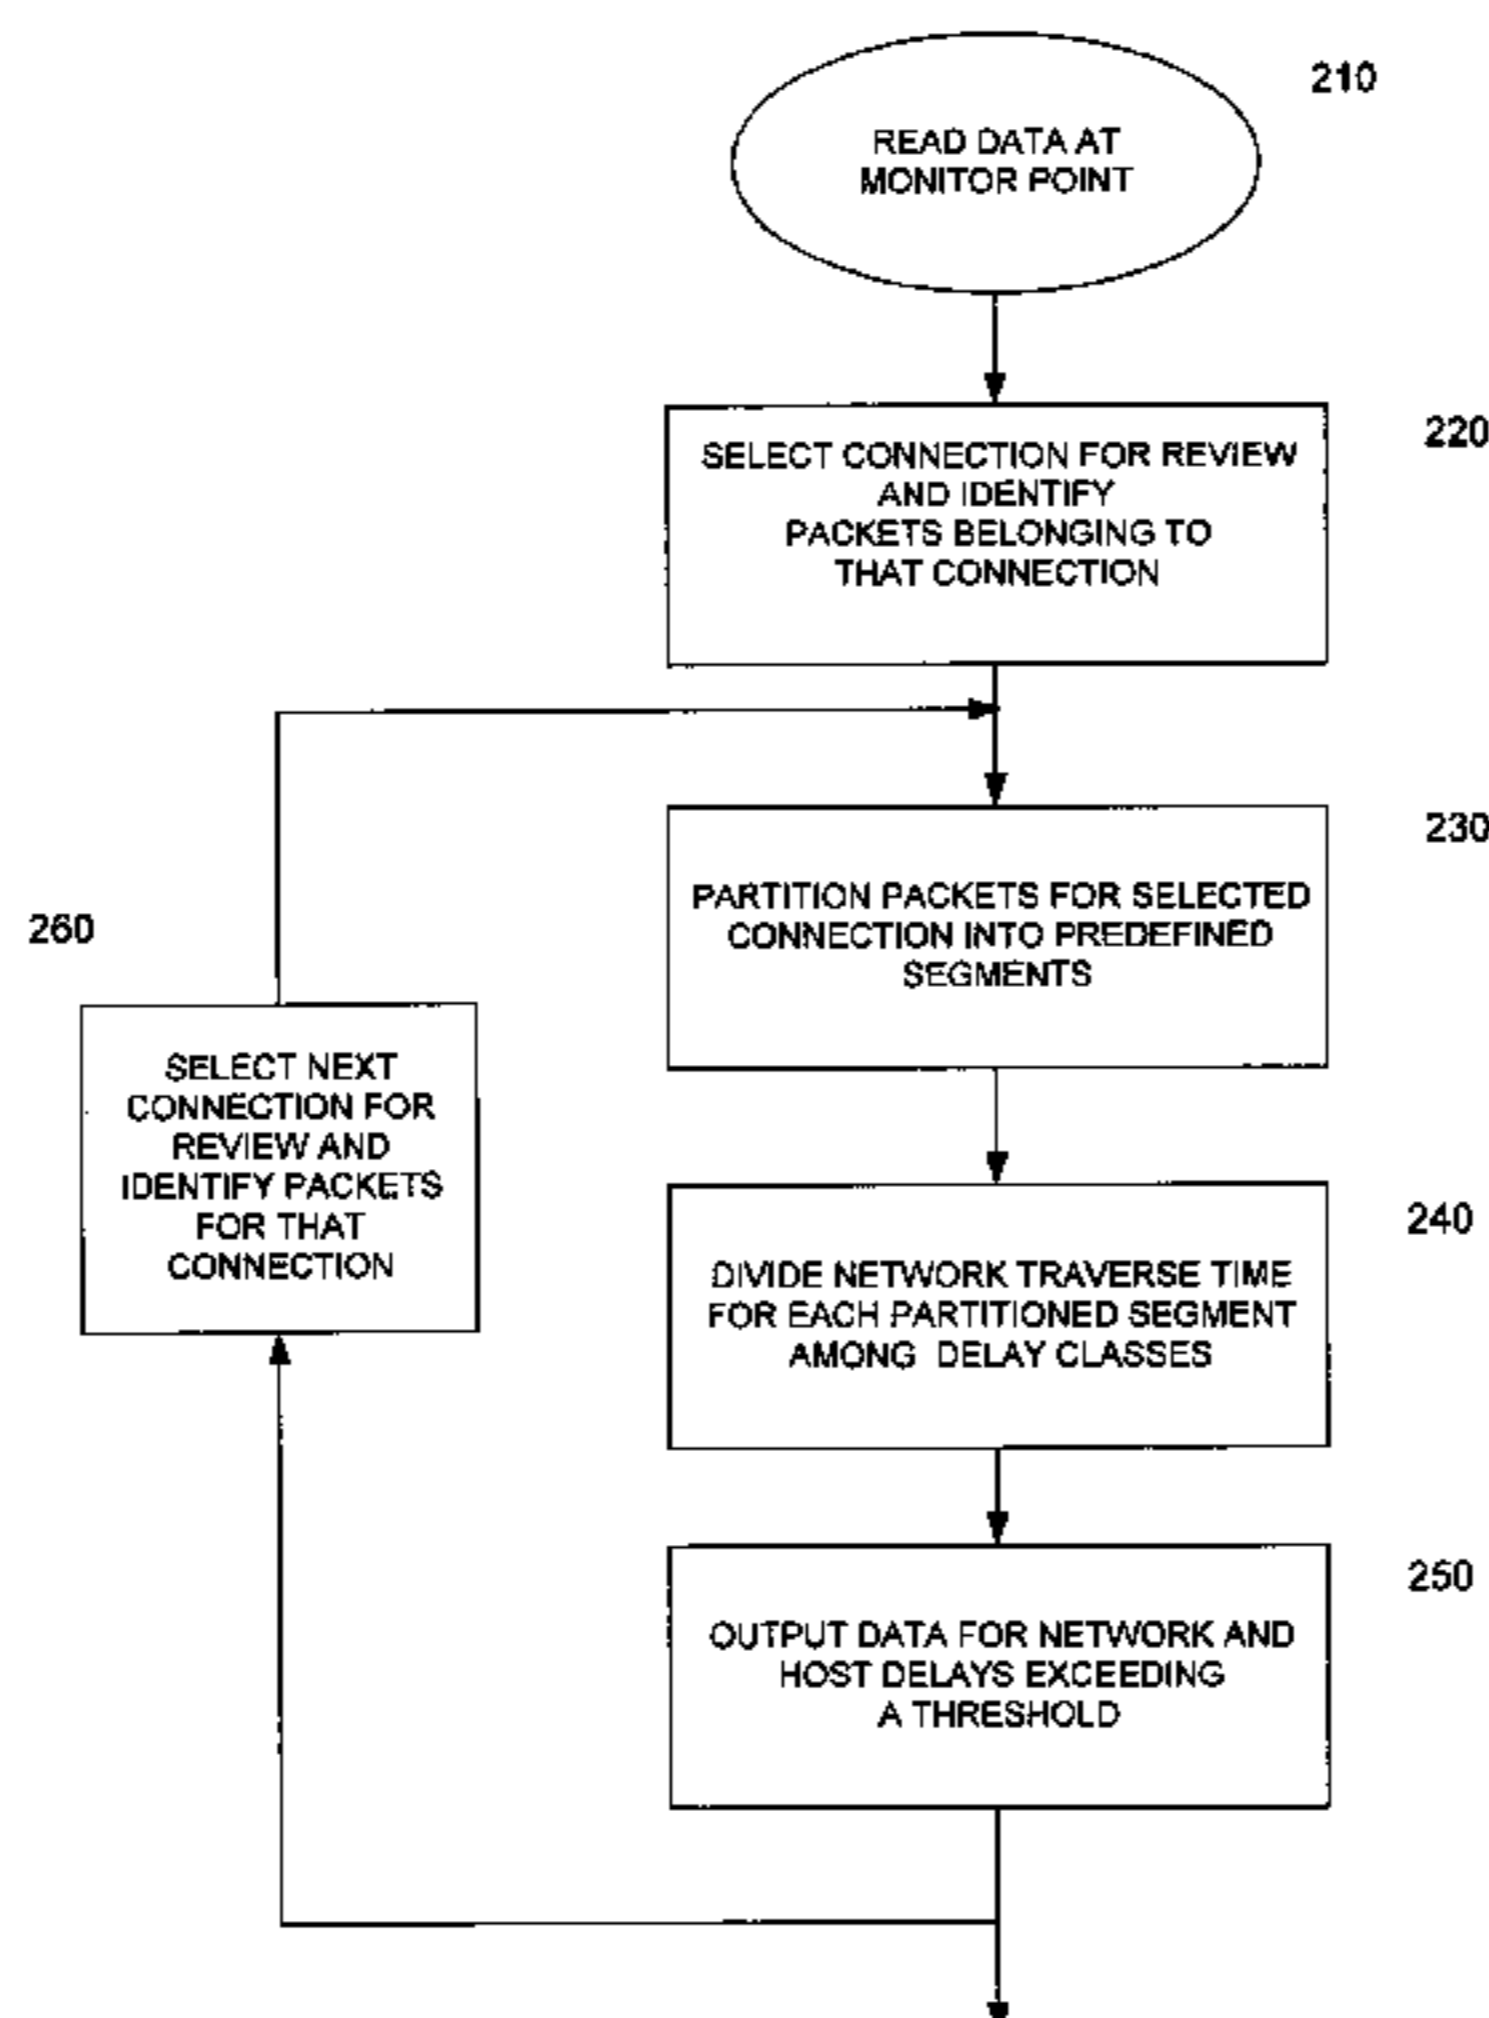 210
READ DATA AT
MONITOR POINT
220
SELECT CONNECTION FOR REVIEW
AND IDENTIFY
PACKETS BELONGING TO
THAT CONNECTION
230
PARTITION PACKETS FOR SELECTED
CONNECTION INTO PREDEFINED
SEGMENTS
260
SELECT NEXT
CONNECTION FOR
REVIEW AND
IDENTIFY PACKETS
FOR THAT
CONNECTION
240
DIVIDE NETWORK TRAVERSE TIME
FOR EACH PARTITIONED SEGMENT
AMONG DELAY CLASSES
250
OUTPUT DATA FOR NETWORK AND
HOST DELAYS EXCEEDING
A THRESHOLD